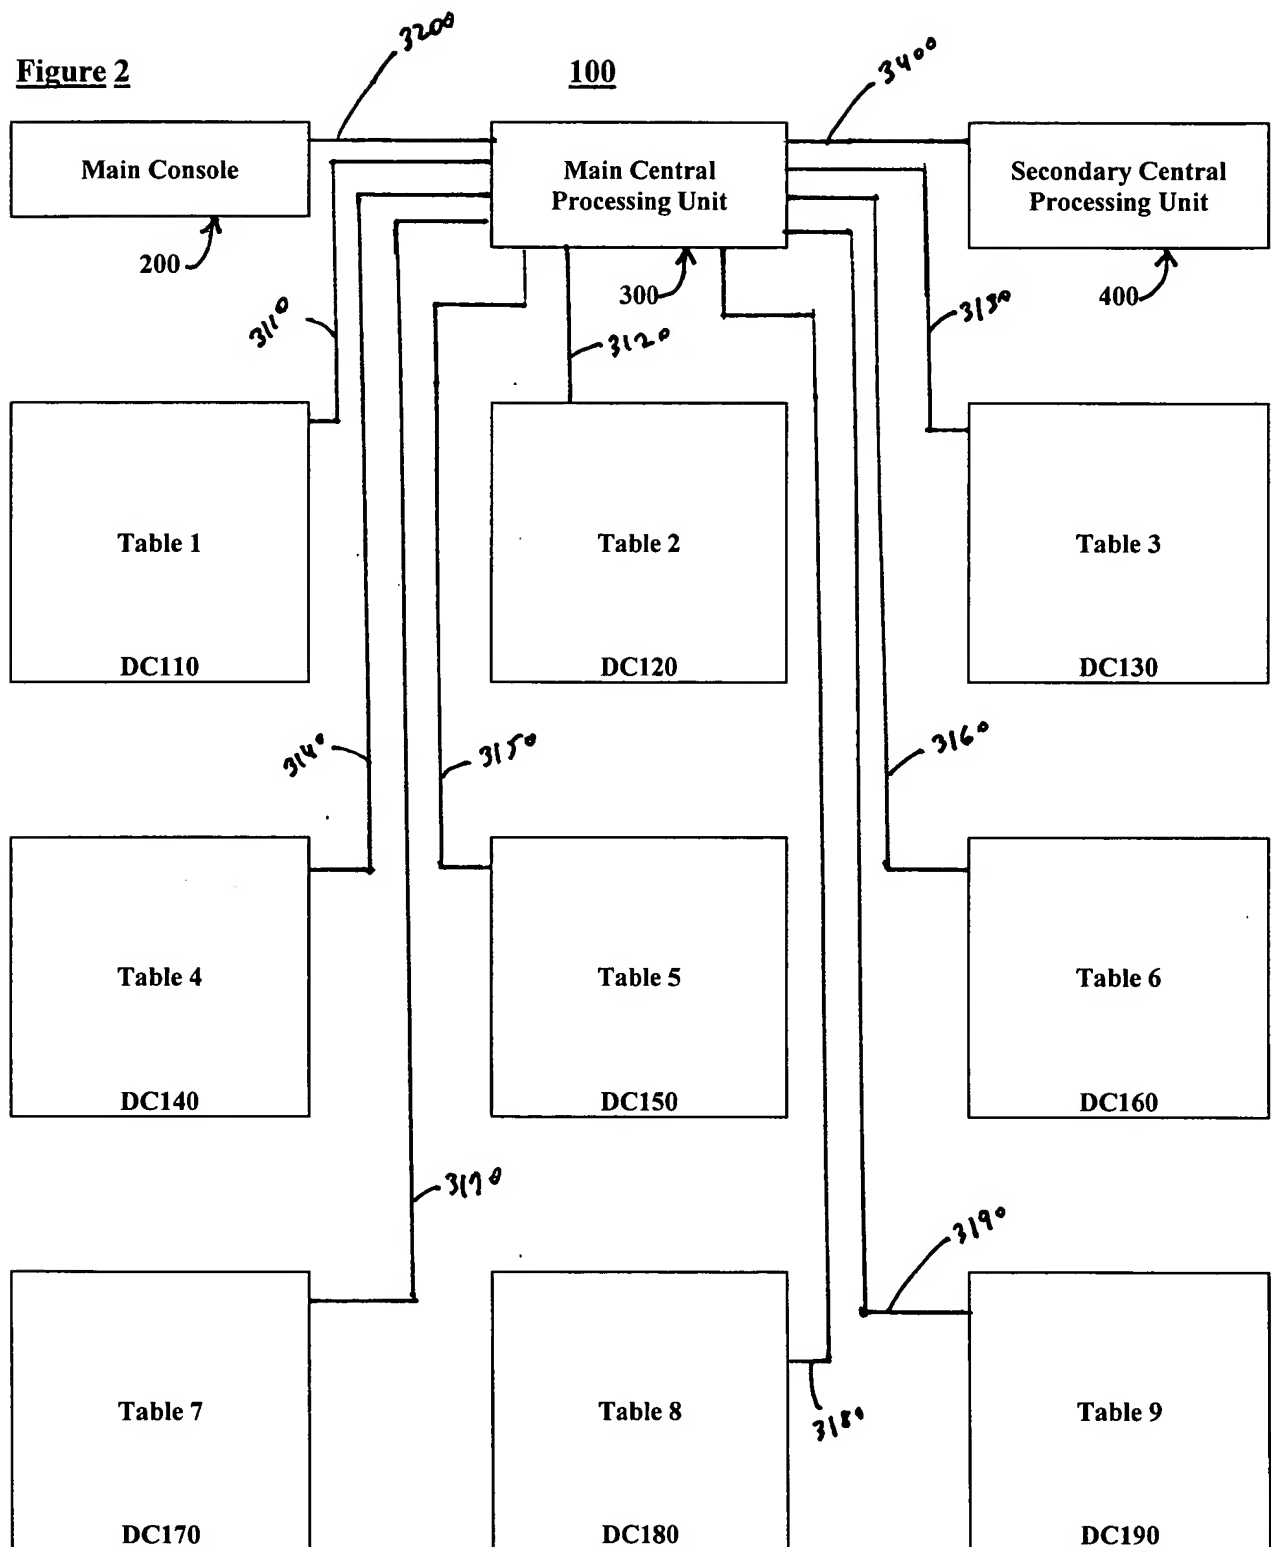 3200
3400
Figure 2
100
Main Console
Main Central
Processing Unit
Secondary Central
Processing Unit
200
300
400
3110
3120
3130
Table 1
Table 2
Table 3
DC110
DC120
DC130
3140
3150
3160
Table 4
Table 5
Table 6
DC140
DC150
DC160
3170
3190
Table 7
Table 8
Table 9
3180
DC170
DC180
DC190